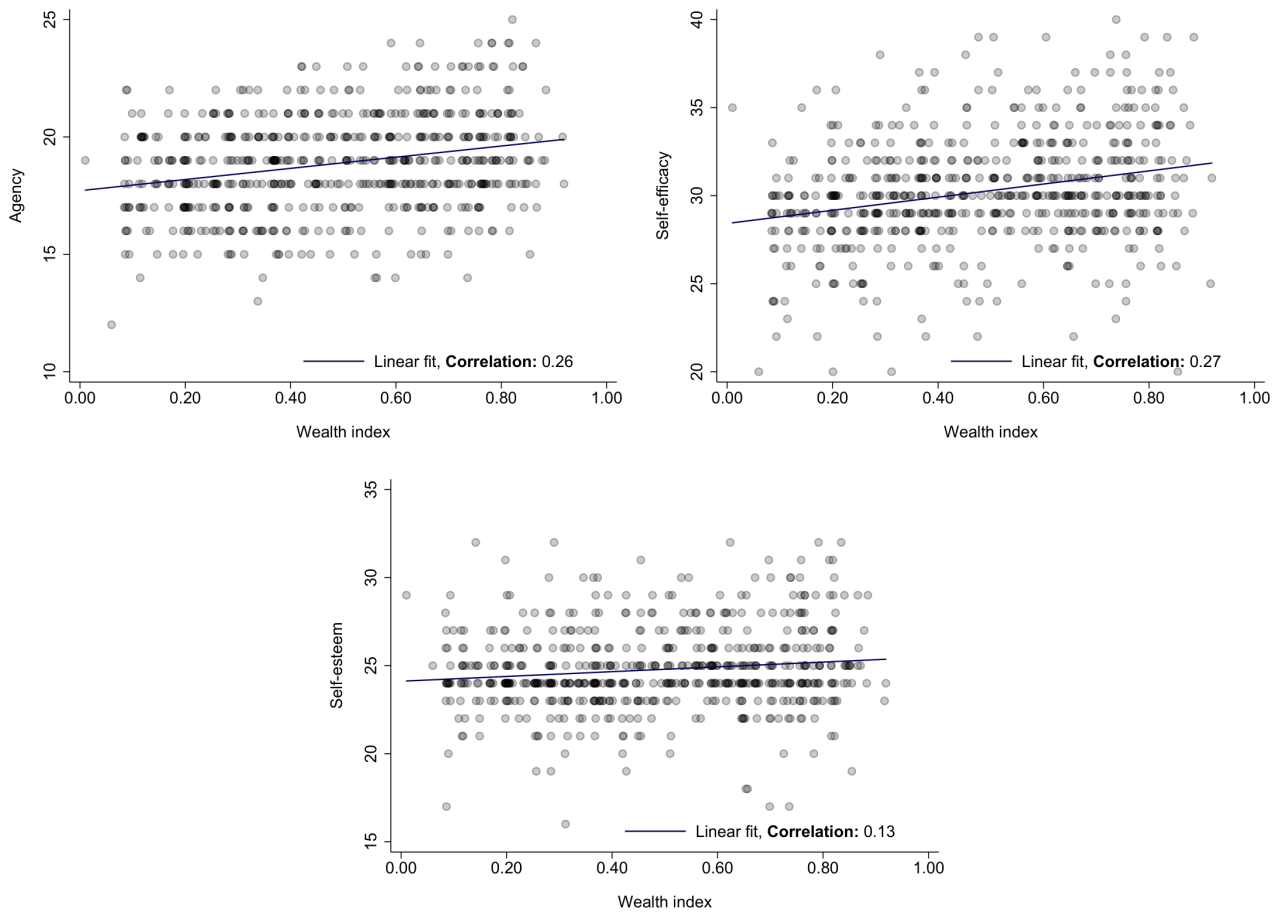 25
20
15
10
Agency
Linear fit, Correlation: 0.26
0.00 0.20 0.40 0.60 0.80 1.00
Wealth index
40
35
30
25
20
Self-efficacy
Linear fit, Correlation: 0.27
0.00 0.20 0.40 0.60 0.80 1.00
Wealth index
35
30
25
20
15
Self-esteem
Linear fit, Correlation: 0.13
0.00 0.20 0.40 0.60 0.80 1.00
Wealth index